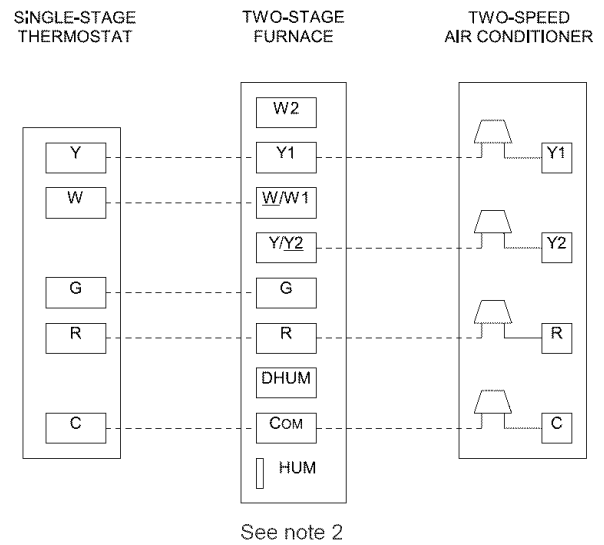 SINGLE-STAGE THERMOSTAT
TWO-STAGE FURNACE
TWO-SPEED AIR CONDITIONER
W2
Y Y1 Y1
W W/W1
Y/Y2 Y2
G G
R R R
DHUM
C COM C
HUM
See note 2